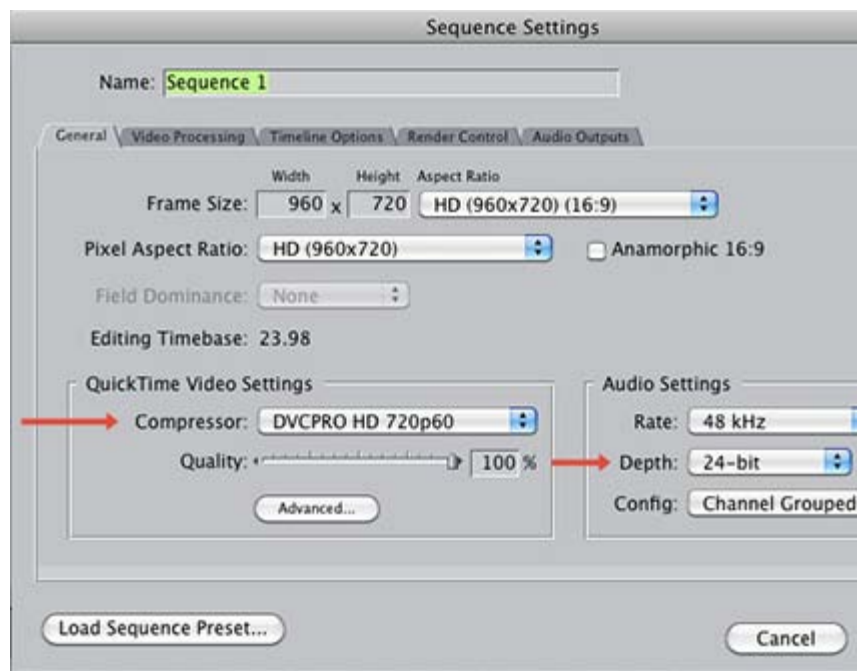 Sequence Settings
Name: Sequence 1
General Video Processing Timeline Options Render Control Audio Outputs
Width Height Aspect Ratio
Frame Size: 960 x 720 HD (960x720) (16:9)
Pixel Aspect Ratio: HD (960x720) Anamorphic 16:9
Field Dominance: None
Editing Timebase: 23.98
QuickTime Video Settings
Compressor: DVCPRO HD 720p60
Quality: 100 %
Advanced...
Audio Settings
Rate: 48 kHz
Depth: 24-bit
Config: Channel Grouped
Load Sequence Preset...
Cancel